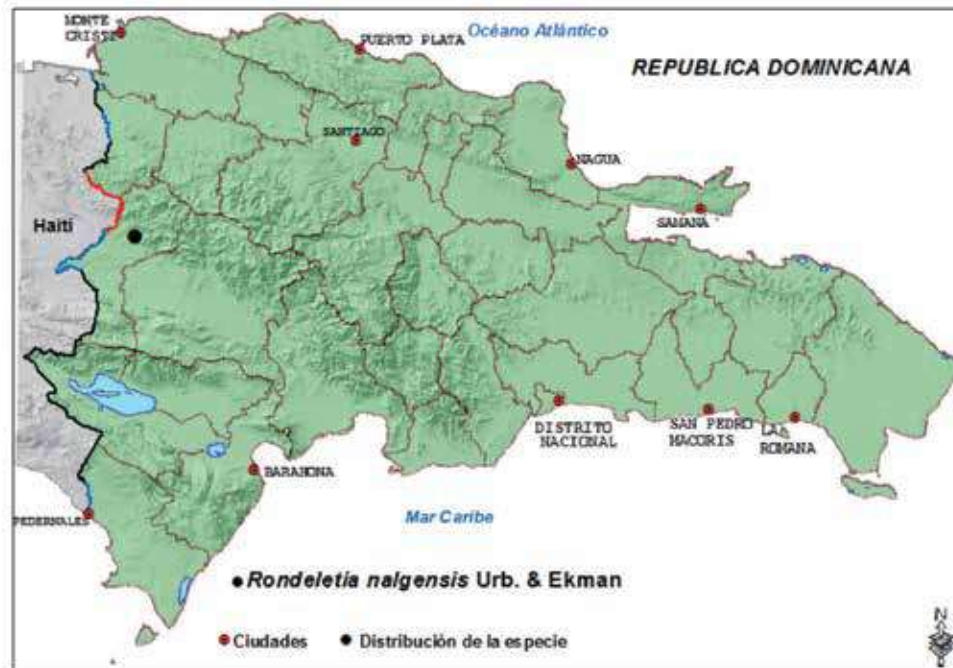 MONTE
CRISTI
PUERTO PLATA
Océano Atlántico
REPUBLICA DOMINICANA
SANTIAGO
NAGUA
SAMANA
Haití
DISTRITO
NACIONAL
SAN PEDRO
MACORIS
LA
ROMANA
BARAHONA
PEDERNALES
Mar Caribe
Rondeletia nalgensis Urb. & Ekman
Ciudades
Distribución de la especie
N